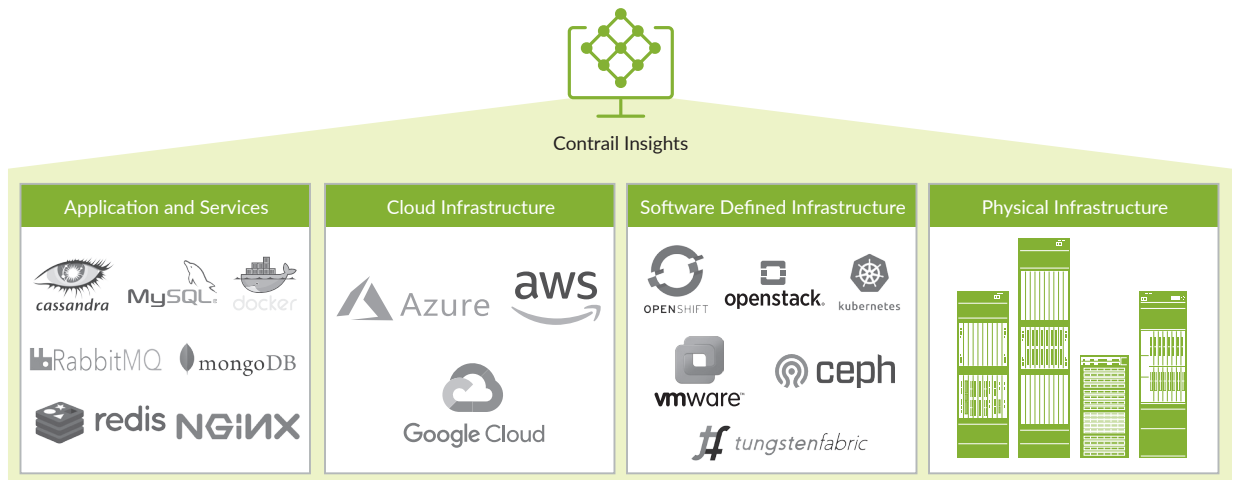 Contrail Insights
Application and Services
cassandra
MySQL
docker
RabbitMQ
mongoDB
redis
NGiNX
Cloud Infrastructure
Azure
aws
Google Cloud
Software Defined Infrastructure
OPENSHIFT
openstack
kubernetes
vmware
ceph
tungstenfabric
Physical Infrastructure